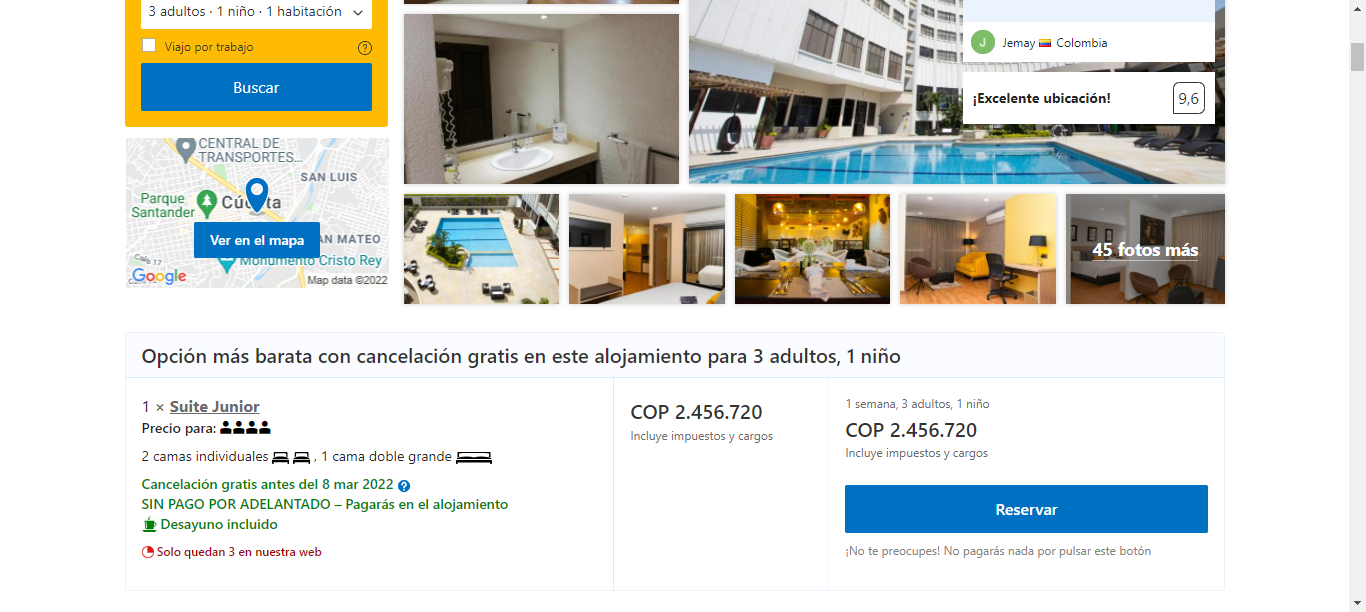 3 adultos · 1 niño · 1 habitación
Viajo por trabajo
?
Buscar
CENTRAL DE
TRANSPORTES...
SAN LUIS
Parque
Santander
Cúcuta
Ver en el mapa
AN MATEO
Monumento Cristo Rey
Calle 17
Google
Map data ©2022
J Jemay Colombia
¡Excelente ubicación! 9,6
45 fotos más
Opción más barata con cancelación gratis en este alojamiento para 3 adultos, 1 niño
1 × Suite Junior
Precio para:
2 camas individuales , 1 cama doble grande
Cancelación gratis antes del 8 mar 2022 ?
SIN PAGO POR ADELANTADO – Pagarás en el alojamiento
Desayuno incluido
Solo quedan 3 en nuestra web
COP 2.456.720
Incluye impuestos y cargos
1 semana, 3 adultos, 1 niño
COP 2.456.720
Incluye impuestos y cargos
Reservar
¡No te preocupes! No pagarás nada por pulsar este botón